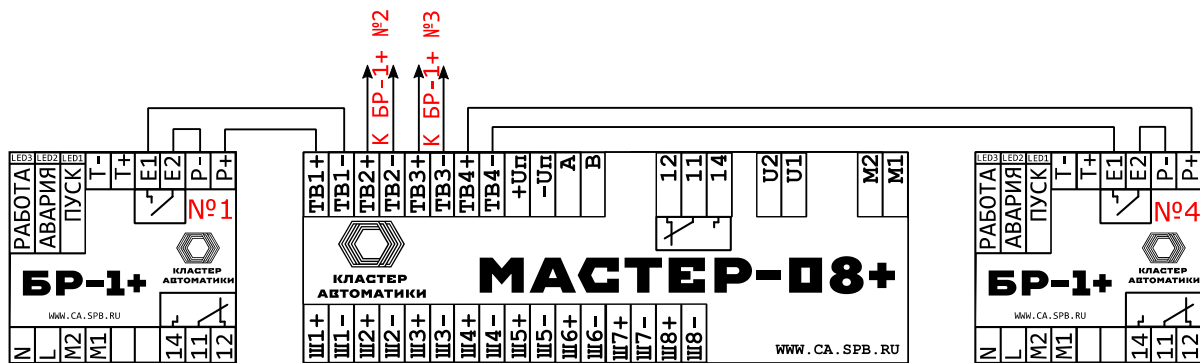 К БР-1+ №2
К БР-1+ №3
LED3 LED2 LED1
РАБОТА
АВАРИЯ
ПУСК
T-
T+
E1
E2
P-
P+
№1
КЛАСТЕР
АВТОМАТИКИ
БР-1+
WWW.CA.SPB.RU
N
L
M2
M1
14
11
12
ТВ1+
ТВ1-
ТВ2+
ТВ2-
ТВ3+
ТВ3-
ТВ4+
ТВ4-
+Uп
-Uп
A
B
12
11
14
U2
U1
M2
M1
КЛАСТЕР
АВТОМАТИКИ
МАСТЕР-08+
Ш1+
Ш1-
Ш2+
Ш2-
Ш3+
Ш3-
Ш4+
Ш4-
Ш5+
Ш5-
Ш6+
Ш6-
Ш7+
Ш7-
Ш8+
Ш8-
WWW.CA.SPB.RU
LED3 LED2 LED1
РАБОТА
АВАРИЯ
ПУСК
T-
T+
E1
E2
P-
P+
№4
КЛАСТЕР
АВТОМАТИКИ
БР-1+
WWW.CA.SPB.RU
N
L
M2
M1
14
11
12